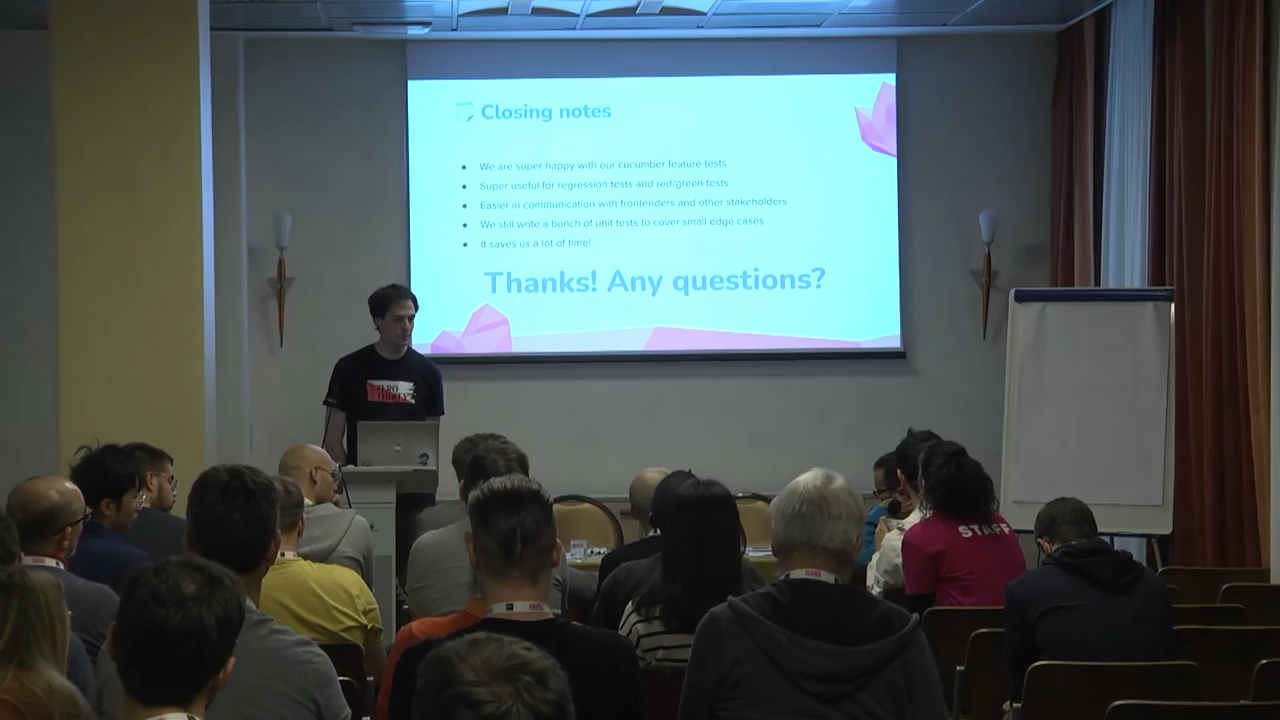 Closing notes
We are super happy with our cucumber feature tests
Super useful for regression tests and red/green tests
Easier in communication with frontenders and other stakeholders
We still write a bunch of unit tests to cover small edge cases
It saves us a lot of time!
Thanks! Any questions?
ZERO
THIRTY
STAFF